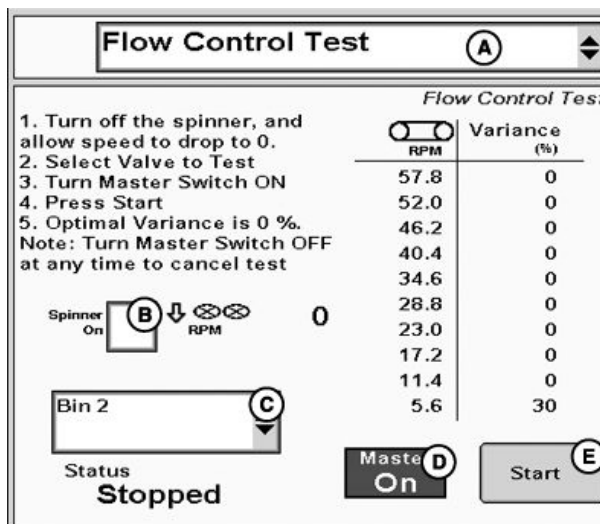 Flow Control Test
A
Flow Control Test
1. Turn off the spinner, and
allow speed to drop to 0.
2. Select Valve to Test
3. Turn Master Switch ON
4. Press Start
5. Optimal Variance is 0 %.
Note: Turn Master Switch OFF
at any time to cancel test
Spinner
On
B
RPM
0
Bin 2
C
Status
Stopped
RPM Variance
(%)
57.8 0
52.0 0
46.2 0
40.4 0
34.6 0
28.8 0
23.0 0
17.2 0
11.4 0
5.6 30
D
On
Start
E